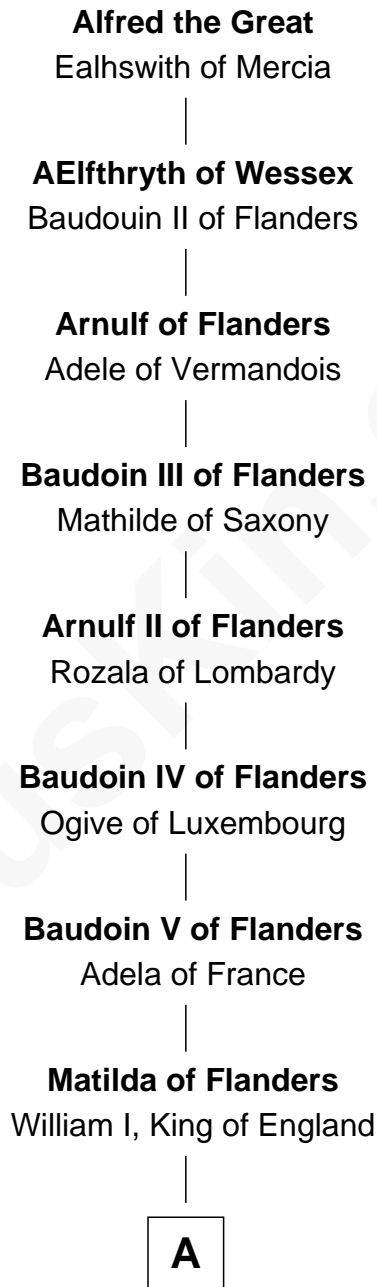 Alfred the Great
Ealhswith of Mercia
AElfthryth of Wessex
Baudouin II of Flanders
Arnulf of Flanders
Adele of Vermandois
Baudoin III of Flanders
Mathilde of Saxony
Arnulf II of Flanders
Rozala of Lombardy
Baudoin IV of Flanders
Ogive of Luxembourg
Baudoin V of Flanders
Adela of France
Matilda of Flanders
William I, King of England
A